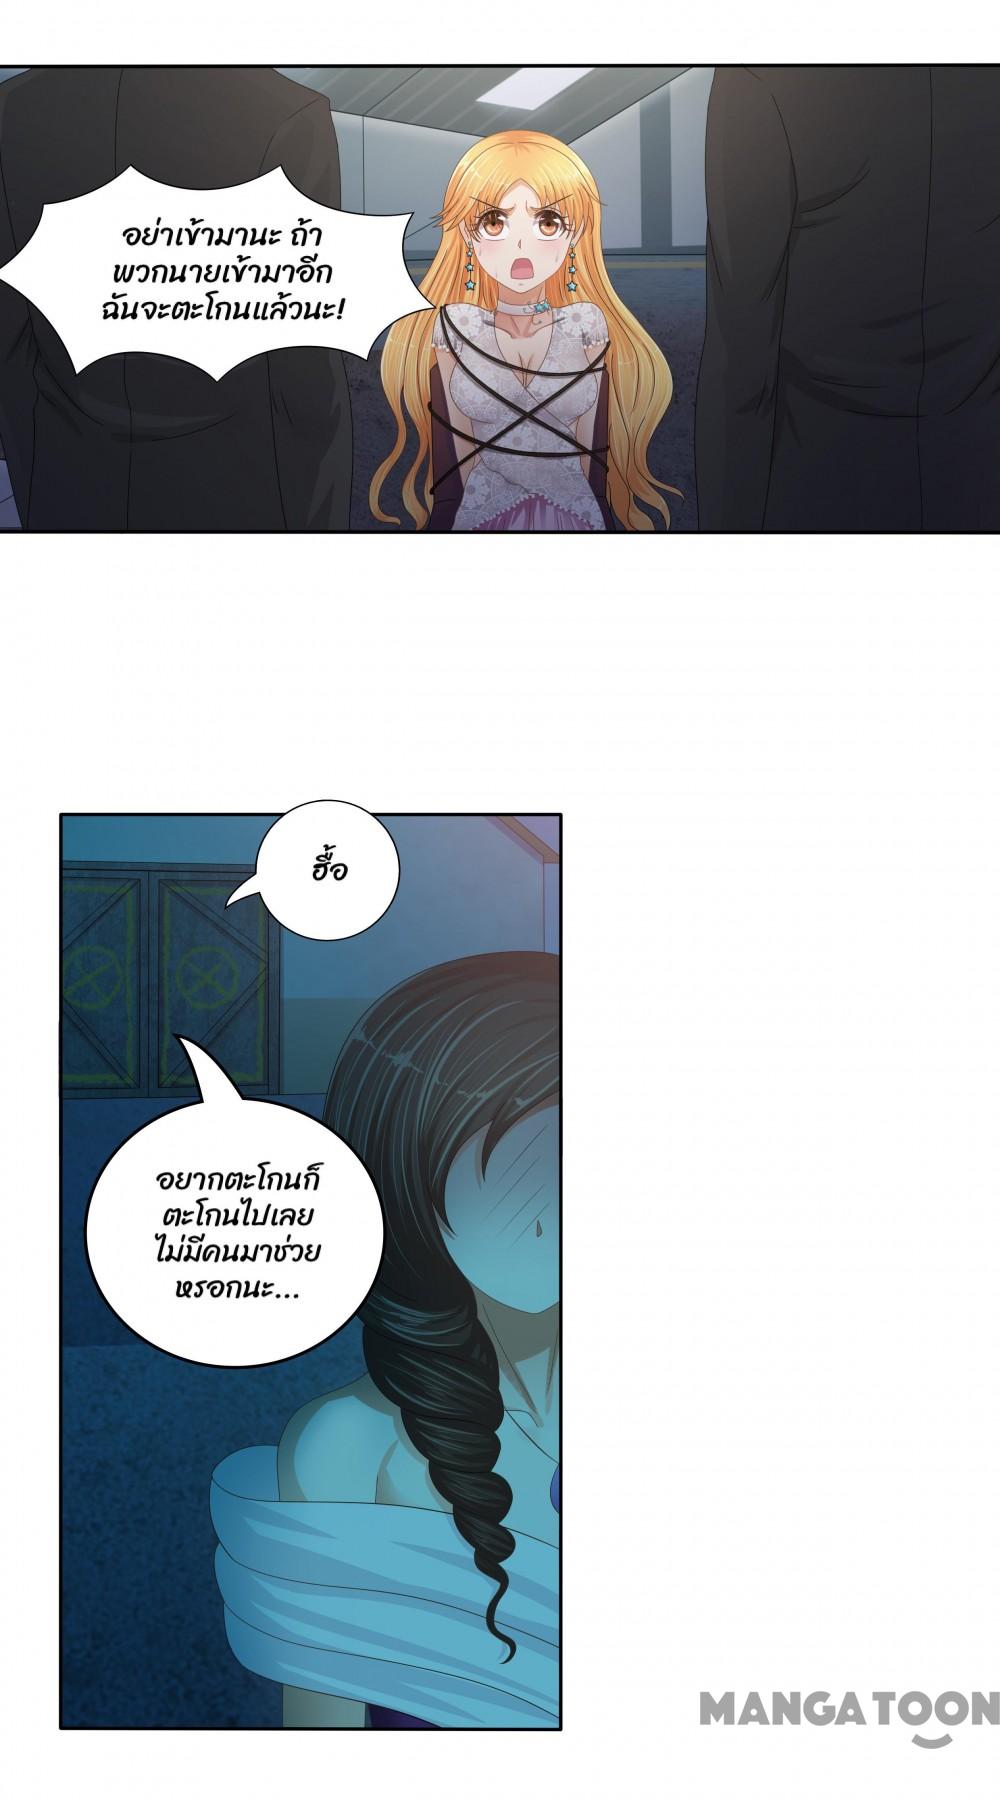 อย่าเข้ามานะ ถ้า
พวกนายเข้ามาอีก
ฉันจะตะโกนแล้วนะ!
ฮื้อ
อยากตะโกนก็
ตะโกนไปเลย
ไม่มีคนมาช่วย
หรอกนะ...
MANGATOON